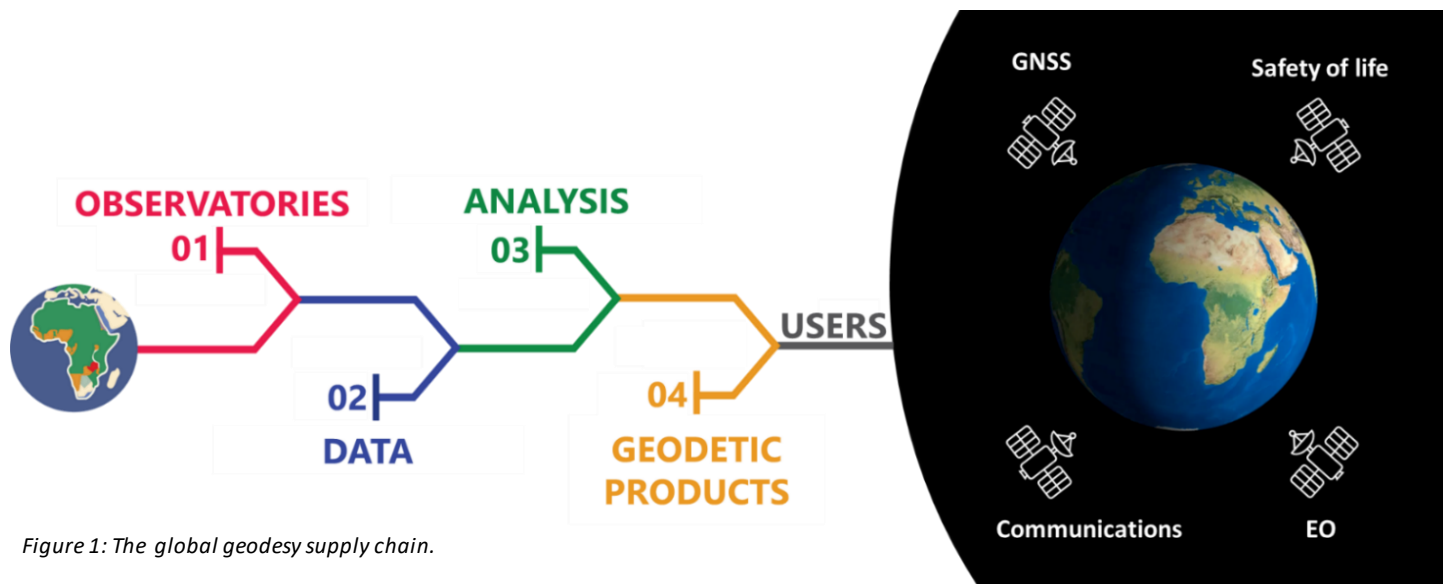 OBSERVATORIES
01
02
DATA
ANALYSIS
03
04
GEODETIC
PRODUCTS
USERS
GNSS
Safety of life
Communications
EO
Figure 1: The global geodesy supply chain.